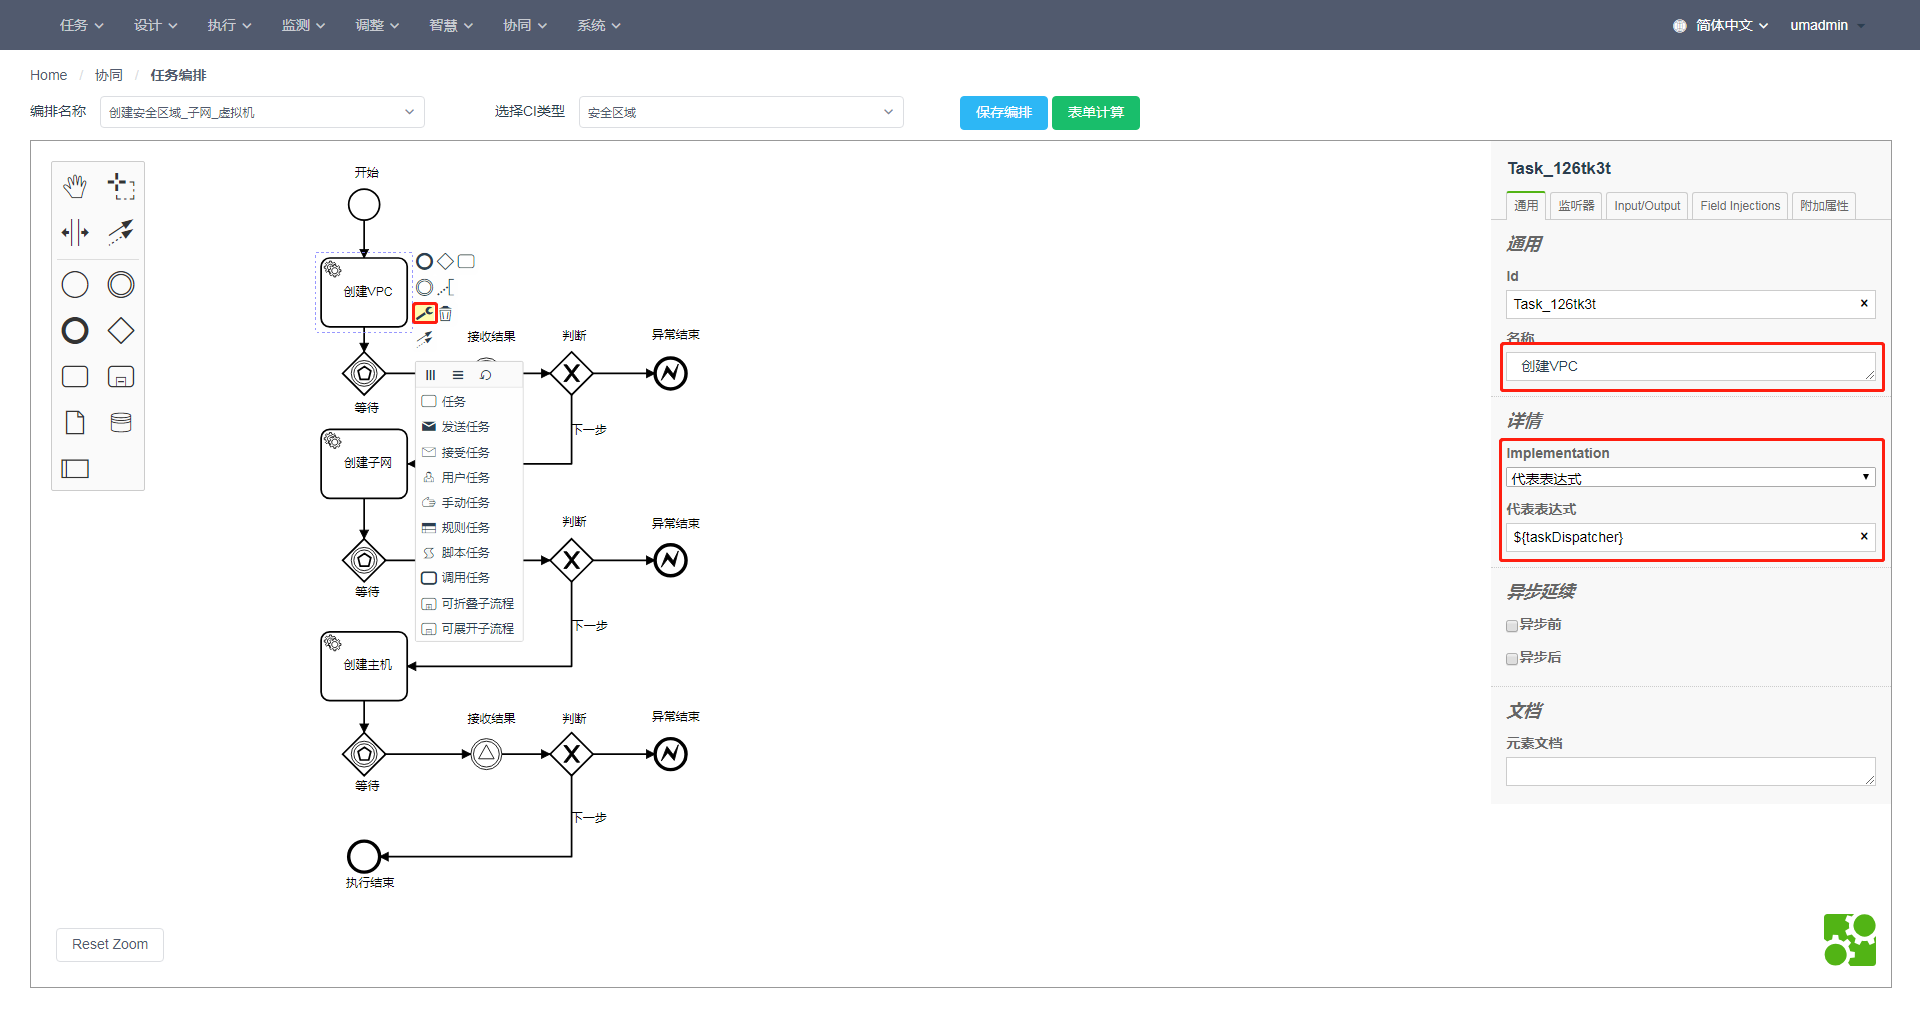 任务 设计 执行 监测 调整 智慧 协同 系统 简体中文 umadmin
Home / 协同 / 任务编排
编排名称 创建安全区域_子网_虚拟机 选择CI类型 安全区域 保存编排 表单计算
开始
创建VPC
接收结果 判断 异常结束
等待
下一步
创建子网
判断 异常结束
等待
下一步
创建主机
接收结果 判断 异常结束
等待
下一步
执行结束
任务
发送任务
接受任务
用户任务
手动任务
规则任务
脚本任务
调用任务
可折叠子流程
可展开子流程
Reset Zoom
Task_126tk3t
通用 监听器 Input/Output Field Injections 附加属性
通用
Id
Task_126tk3t
名称
创建VPC
详情
Implementation
代表表达式
代表表达式
${taskDispatcher}
异步延续
异步前
异步后
文档
元素文档